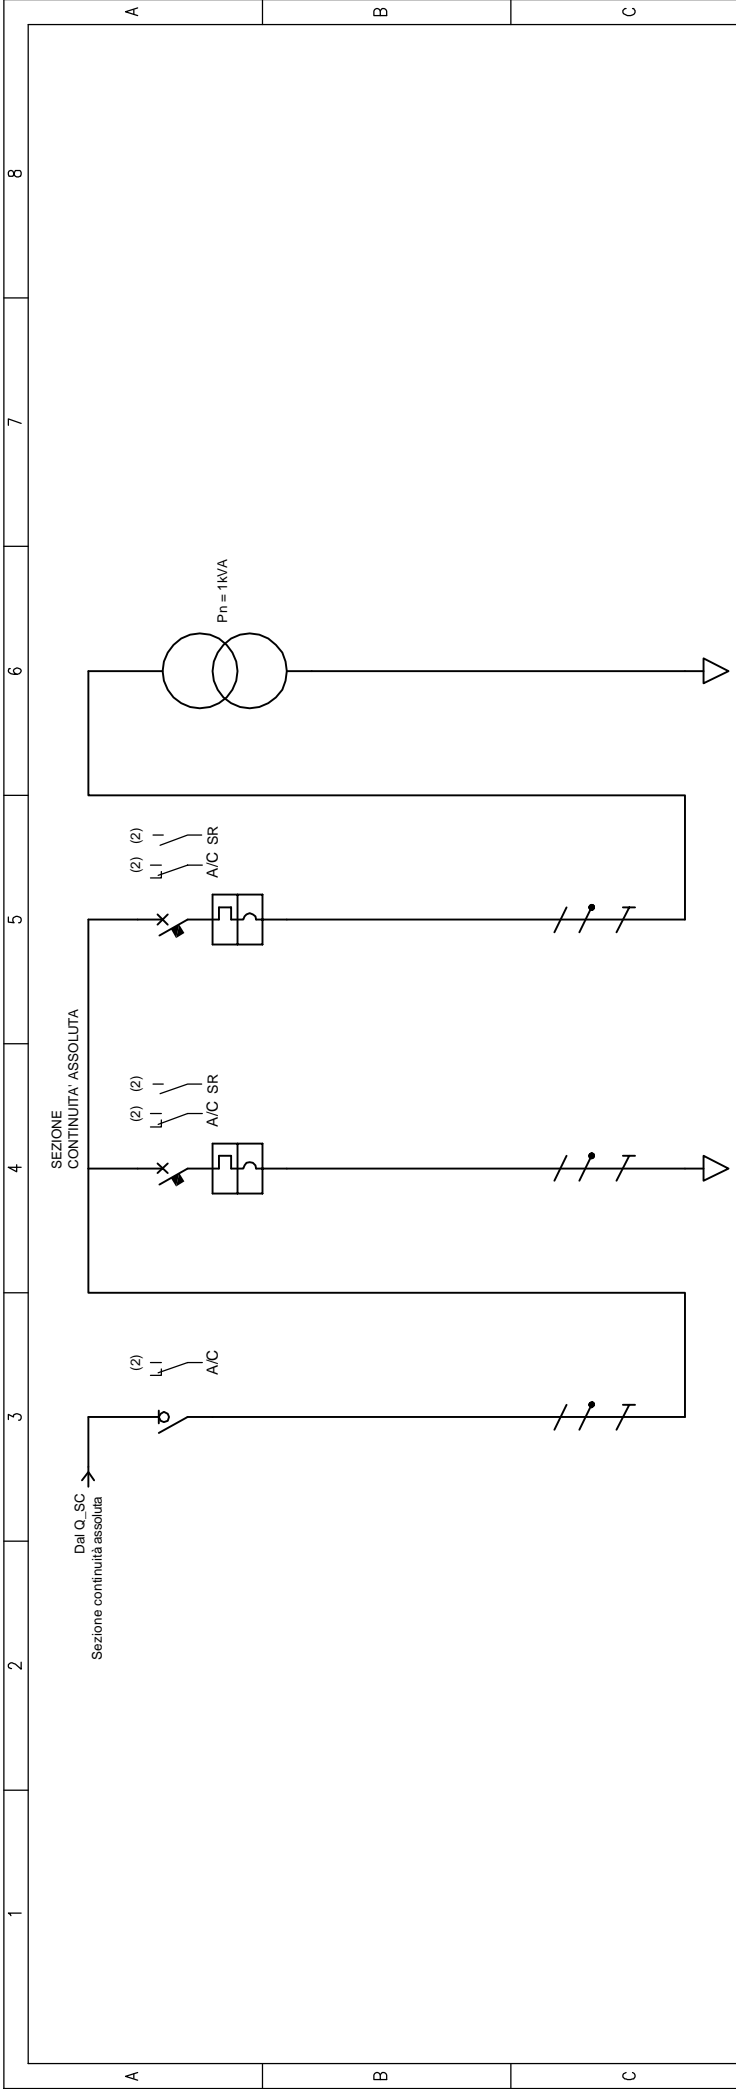 1
2
3
4
5
6
7
8
A
B
C
Dal Q_SC
Sezione continuità assoluta
(2)
A/C
SEZIONE
CONTINUITA' ASSOLUTA
(2) (2)
A/C SR
(2) (2)
A/C SR
Pn = 1kVA
A
B
C